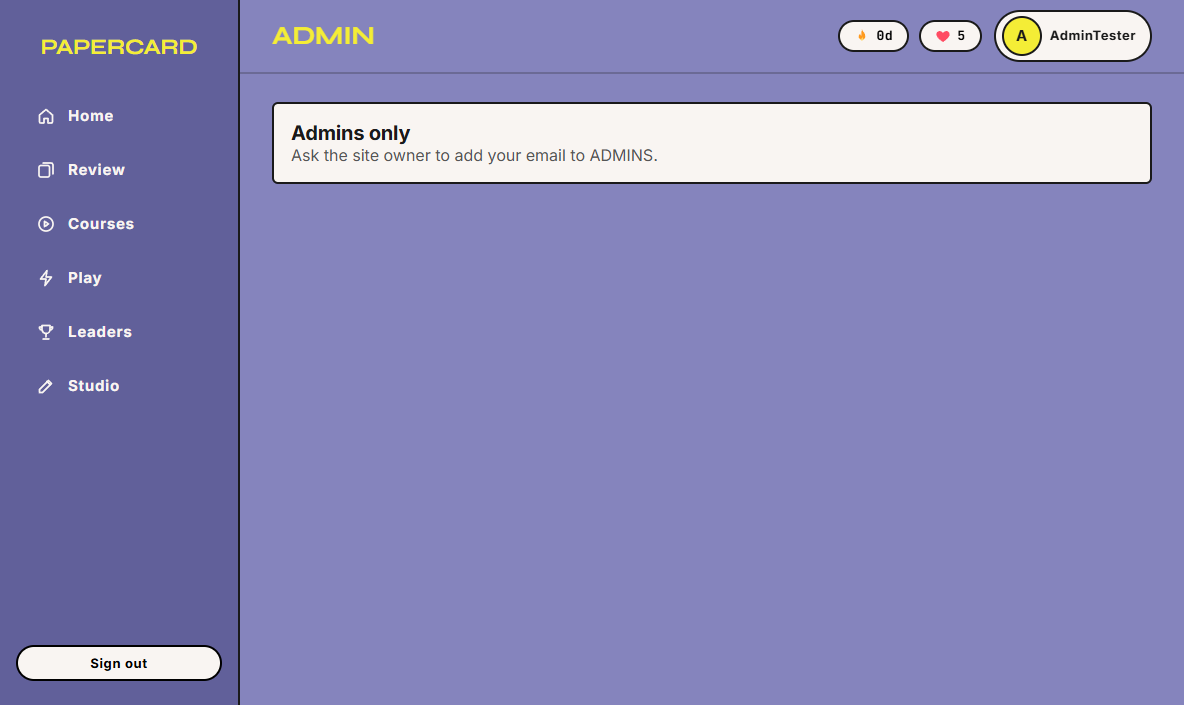 PAPERCARD
Home
Review
Courses
Play
Leaders
Studio
Sign out
ADMIN
0d
5
A
AdminTester
Admins only
Ask the site owner to add your email to ADMINS.